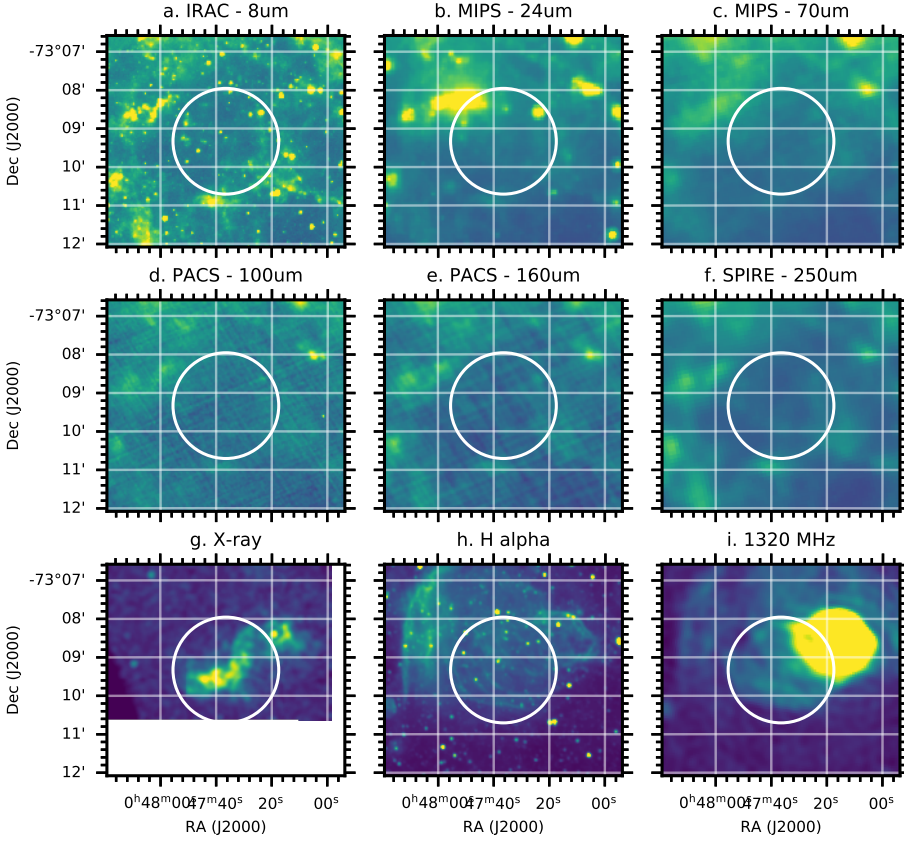 a. IRAC - 8um
b. MIPS - 24um
c. MIPS - 70um
-73°07'
08'
09'
10'
11'
12'
Dec (J2000)
d. PACS - 100um
e. PACS - 160um
f. SPIRE - 250um
-73°07'
08'
09'
10'
11'
12'
Dec (J2000)
g. X-ray
h. H alpha
i. 1320 MHz
-73°07'
08'
09'
10'
11'
12'
Dec (J2000)
0h48m00s 47m40s 20s 00s
0h48m00s 47m40s 20s 00s
0h48m00s 47m40s 20s 00s
RA (J2000)
RA (J2000)
RA (J2000)